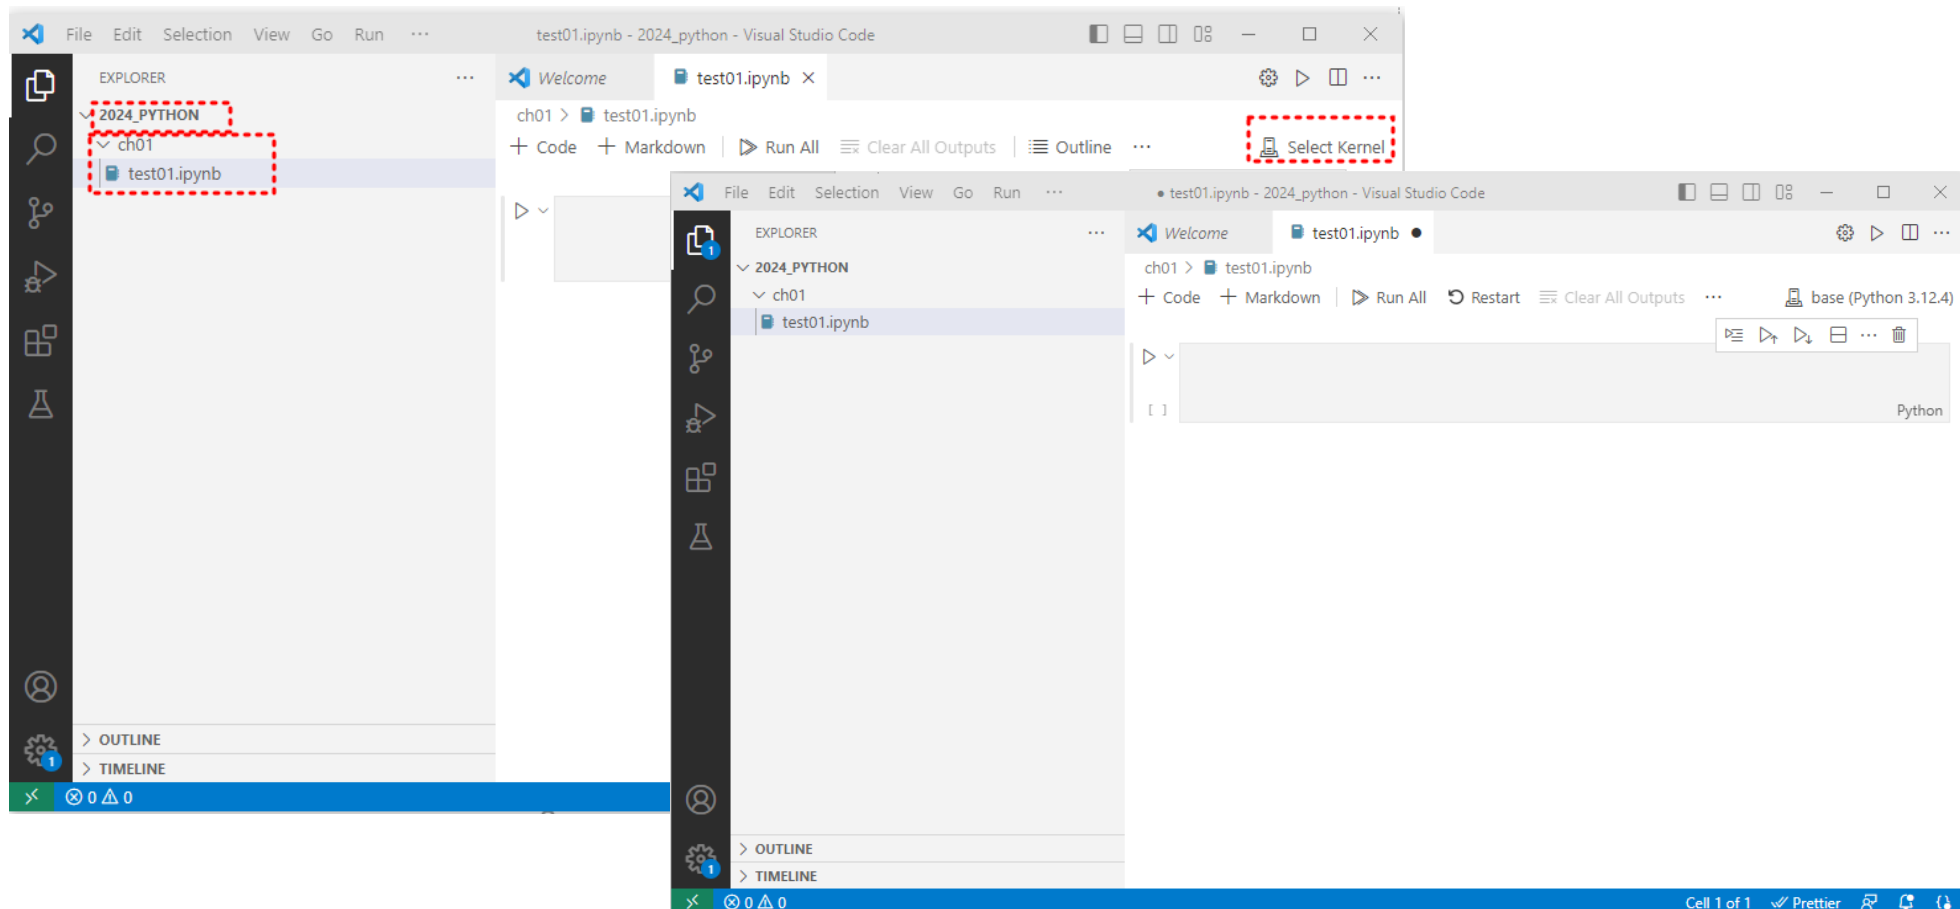 File Edit Selection View Go Run ··· test01.ipynb - 2024_python - Visual Studio Code
EXPLORER ···
Welcome test01.ipynb
2024_PYTHON
ch01
test01.ipynb
ch01 > test01.ipynb
+ Code + Markdown Run All Clear All Outputs Outline ··· Select Kernel
OUTLINE
TIMELINE
1
0 0
File Edit Selection View Go Run ··· ● test01.ipynb - 2024_python - Visual Studio Code
1
EXPLORER ···
Welcome test01.ipynb ●
2024_PYTHON
ch01
test01.ipynb
ch01 > test01.ipynb
+ Code + Markdown Run All Restart Clear All Outputs ··· base (Python 3.12.4)
[ ]
Python
OUTLINE
TIMELINE
1
0 0
Cell 1 of 1 Prettier